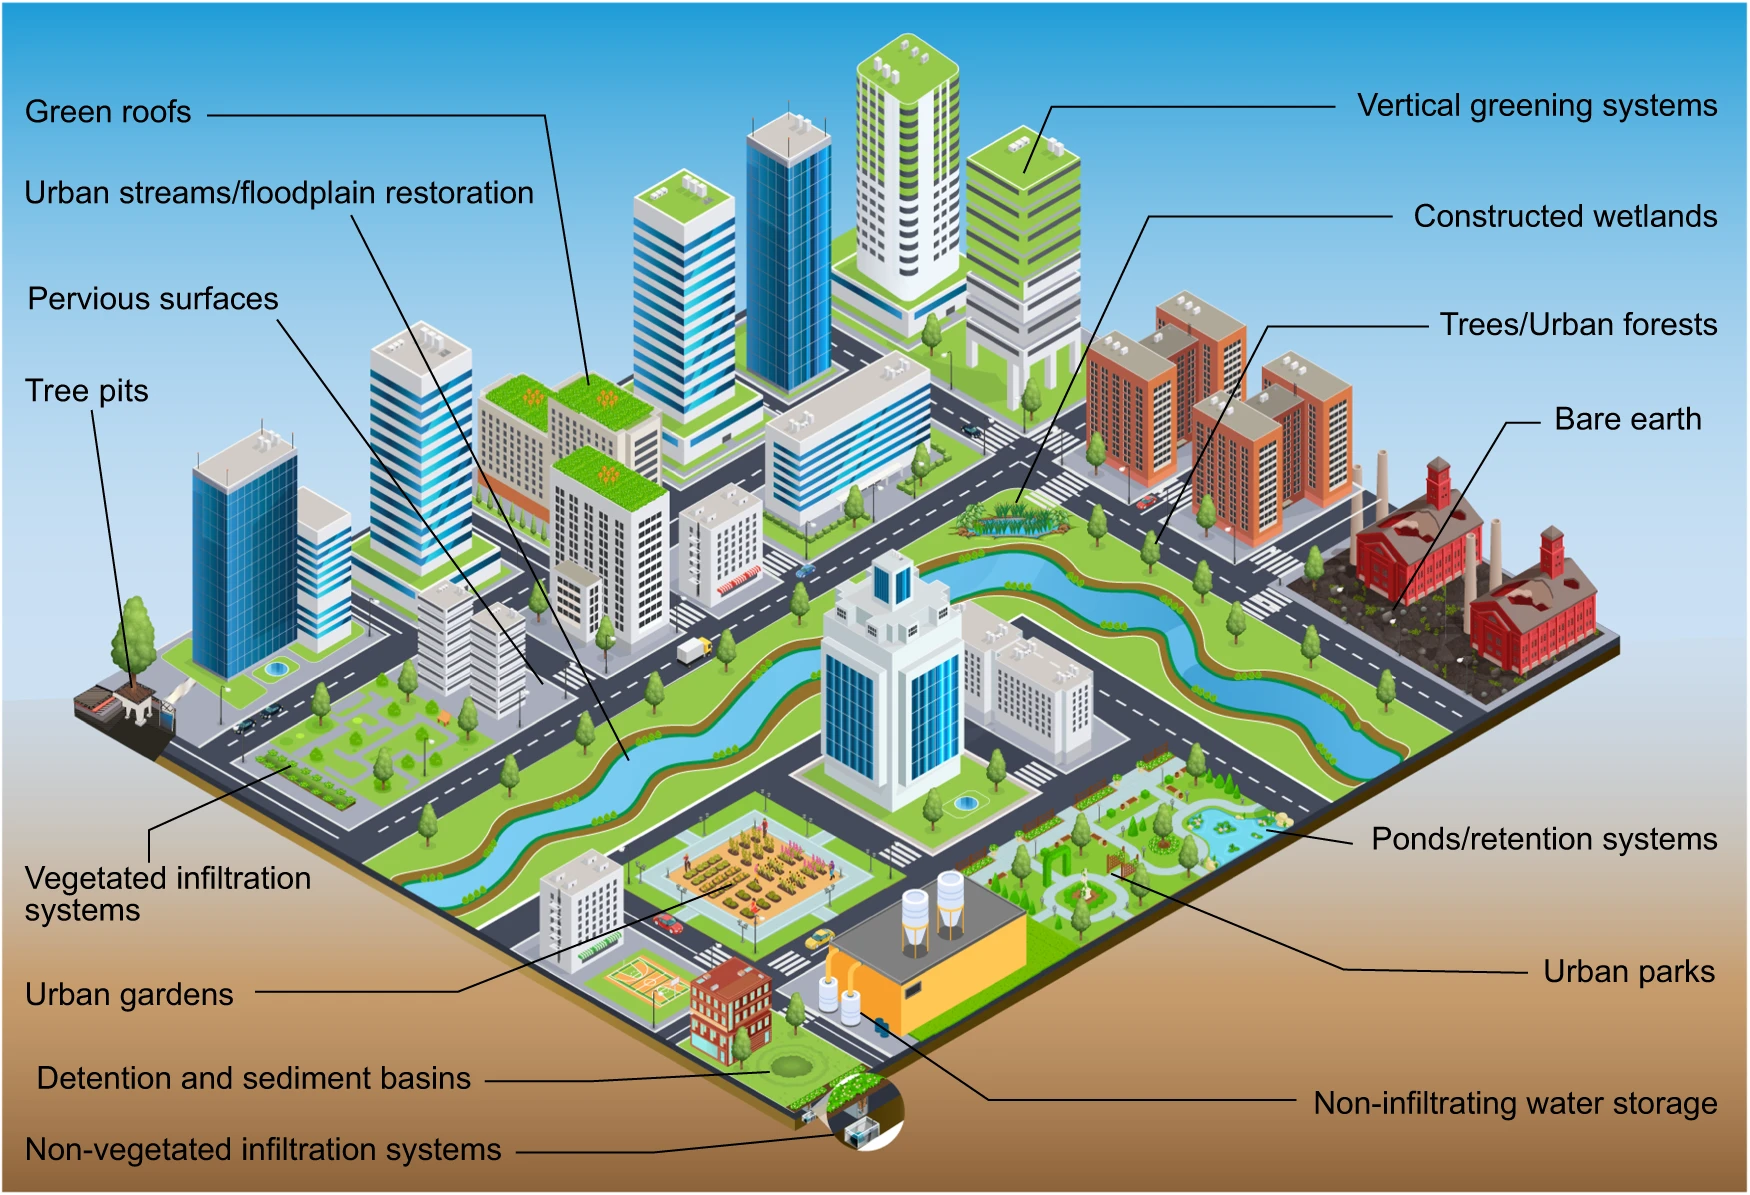 Green roofs
Urban streams/floodplain restoration
Pervious surfaces
Tree pits
Vegetated infiltration
systems
Urban gardens
Detention and sediment basins
Non-vegetated infiltration systems
Vertical greening systems
Constructed wetlands
Trees/Urban forests
Bare earth
Ponds/retention systems
Urban parks
Non-infiltrating water storage